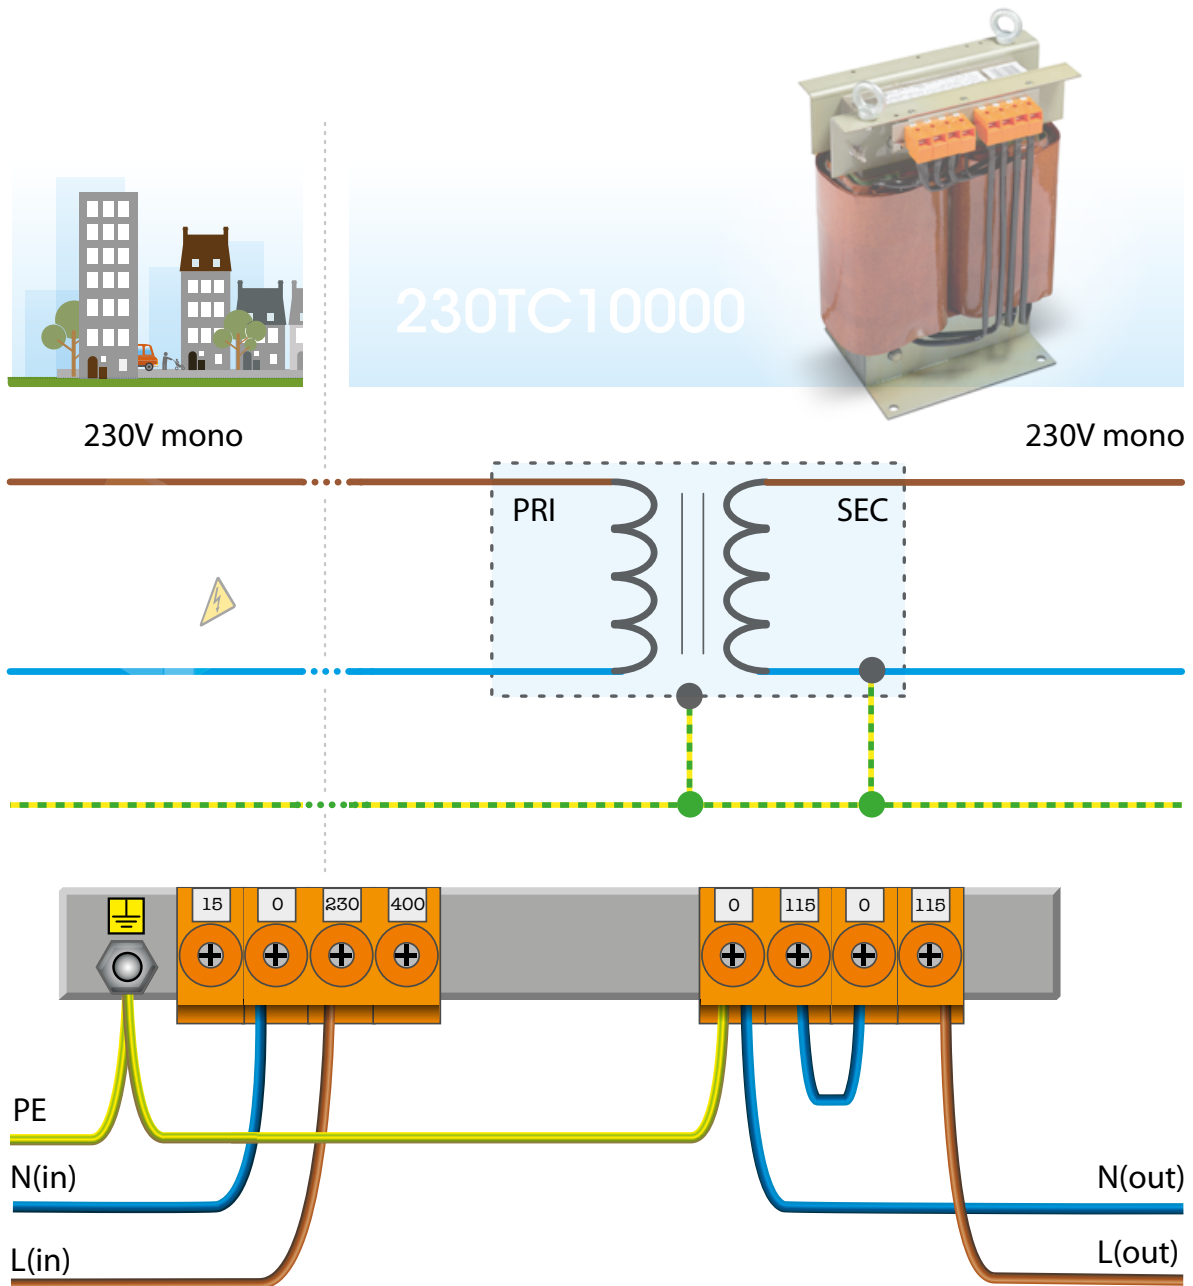 230TC10000
230V mono
230V mono
PRI
SEC
15
0
230
400
0
115
0
115
PE
N(in)
N(out)
L(in)
L(out)